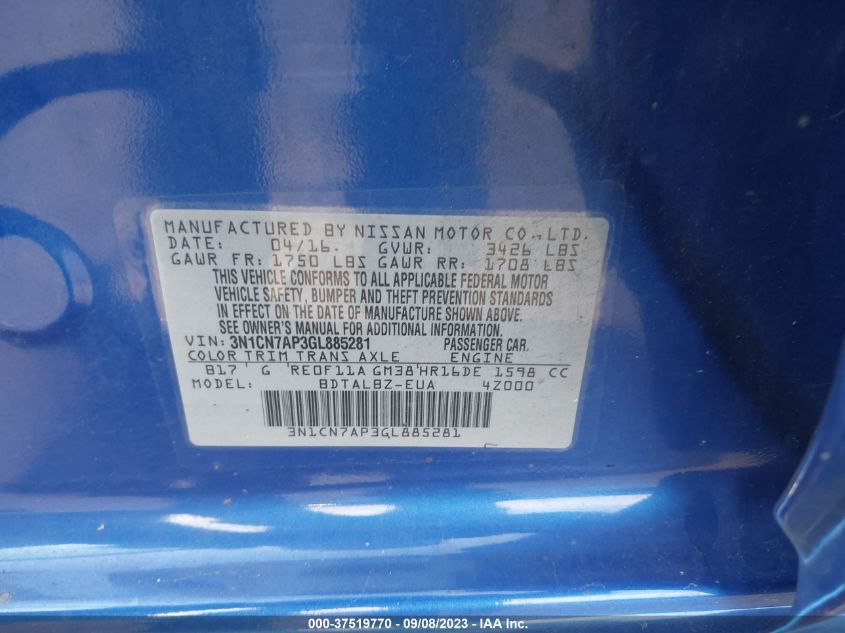 MANUFACTURED BY NISSAN MOTOR CO.,LTD.
DATE: 04/16. GVWR: 3426 LBS
GAWR FR: 1750 LBS GAWR RR: 1708 LBS
THIS VEHICLE CONFORMS TO ALL APPLICABLE FEDERAL MOTOR
VEHICLE SAFETY, BUMPER AND THEFT PREVENTION STANDARDS
IN EFFECT ON THE DATE OF MANUFACTURE SHOWN ABOVE.
SEE OWNER'S MANUAL FOR ADDITIONAL INFORMATION.
VIN: 3N1CN7AP3GL885281 PASSENGER CAR.
COLOR TRIM TRANS AXLE ENGINE
B17 G RE0F11A GM38 HR16DE 1598 CC
MODEL: BDTALBZ-EUA 4Z000
3N1CN7AP3GL885281
000-37519770 - 09/08/2023 - IAA Inc.